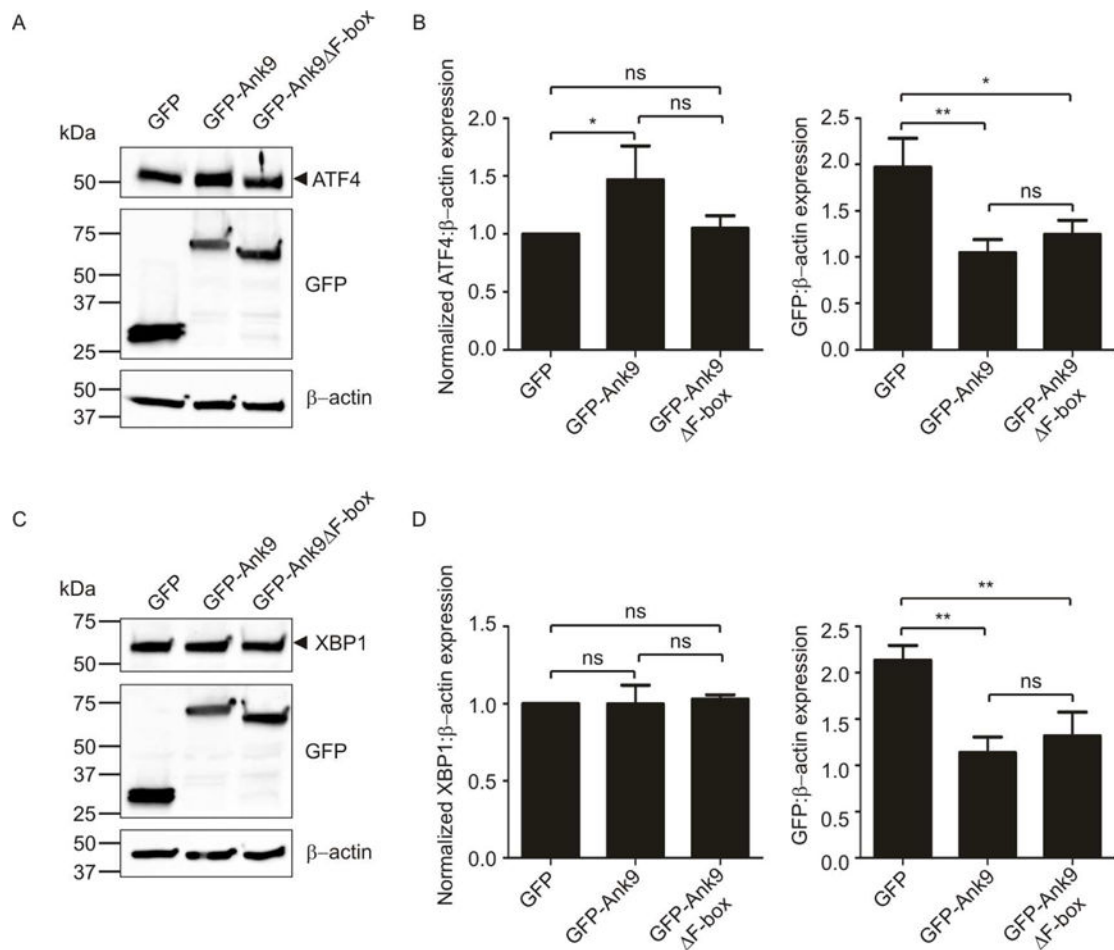 A
GFP
GFP-Ank9
GFP-Ank9ΔF-box
kDa
50
ATF4
75
50
37
25
GFP
50
37
β-actin
B
Normalized ATF4:β-actin expression
2.0
1.5
1.0
0.5
0.0
ns
*
ns
GFP
GFP-Ank9
GFP-Ank9
ΔF-box
GFP:β-actin expression
2.5
2.0
1.5
1.0
0.5
0.0
*
**
ns
GFP
GFP-Ank9
GFP-Ank9
ΔF-box
C
GFP
GFP-Ank9
GFP-Ank9ΔF-box
kDa
75
50
XBP1
75
50
37
25
GFP
50
37
β-actin
D
Normalized XBP1:β-actin expression
1.5
1.0
0.5
0.0
ns
ns
ns
GFP
GFP-Ank9
GFP-Ank9
ΔF-box
GFP:β-actin expression
2.5
2.0
1.5
1.0
0.5
0.0
**
**
ns
GFP
GFP-Ank9
GFP-Ank9
ΔF-box